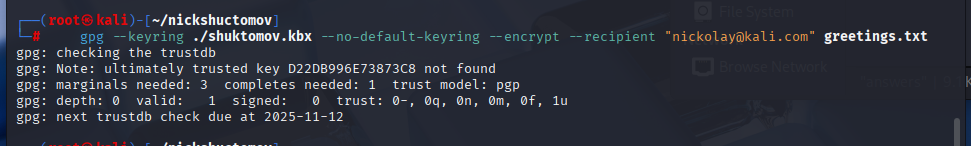 ┌──(root㉿kali)-[~/nickshuctomov]
└─# gpg --keyring ./shuktomov.kbx --no-default-keyring --encrypt --recipient "nickolay@kali.com" greetings.txt
gpg: checking the trustdb
gpg: Note: ultimately trusted key D22DB996E73873C8 not found
gpg: marginals needed: 3  completes needed: 1  trust model: pgp
gpg: depth: 0  valid:   1  signed:   0  trust: 0-, 0q, 0n, 0m, 0f, 1u
gpg: next trustdb check due at 2025-11-12
File System
Browse Network